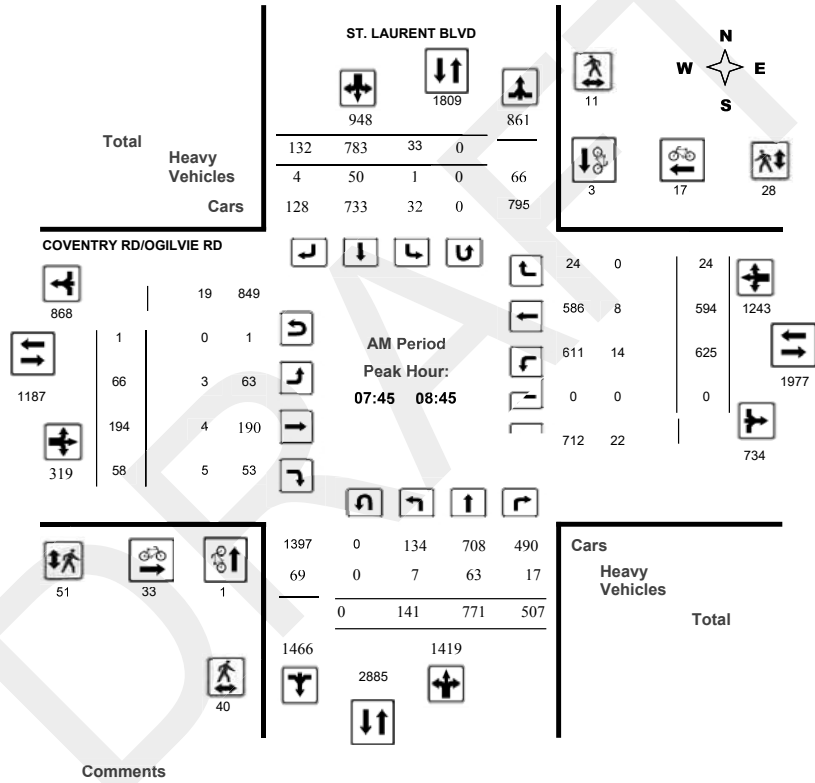 ST. LAURENT BLVD
N
W E
S
1809
11
948 861
Total 132 783 33 0
Heavy
Vehicles 4 50 1 0 66
Cars 128 733 32 0 795
3 17 28
COVENTRY RD/OGILVIE RD
24 0 24
868 19 849
586 8 594 1243
1 0 1
AM Period
611 14 625
1187 66 3 63
Peak Hour:
1977
07:45 08:45
0 0 0
194 4 190
712 22 734
319 58 5 53
1397 0 134 708 490 Cars
69 0 7 63 17 Heavy
Vehicles
51 33 1
0 141 771 507 Total
1466 1419
2885
40
Comments
DRAFT